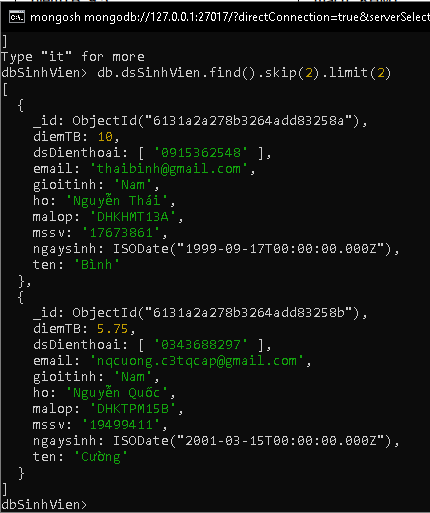 mongosh mongodb://127.0.0.1:27017/?directConnection=true&serverSelect
]
Type "it" for more
dbSinhVien> db.dsSinhVien.find().skip(2).limit(2)
[
  {
    _id: ObjectId("6131a2a278b3264add83258a"),
    diemTB: 10,
    dsDienthoai: [ '0915362548' ],
    email: 'thaibinh@gmail.com',
    gioitinh: 'Nam',
    ho: 'Nguyễn Thái',
    malop: 'DHKHMT13A',
    mssv: '17673861',
    ngaysinh: ISODate("1999-09-17T00:00:00.000Z"),
    ten: 'Bình'
  },
  {
    _id: ObjectId("6131a2a278b3264add83258b"),
    diemTB: 5.75,
    dsDienthoai: [ '0343688297' ],
    email: 'nqcuong.c3tqcap@gmail.com',
    gioitinh: 'Nam',
    ho: 'Nguyễn Quốc',
    malop: 'DHKTPM15B',
    mssv: '19499411',
    ngaysinh: ISODate("2001-03-15T00:00:00.000Z"),
    ten: 'Cường'
  }
]
dbSinhVien>